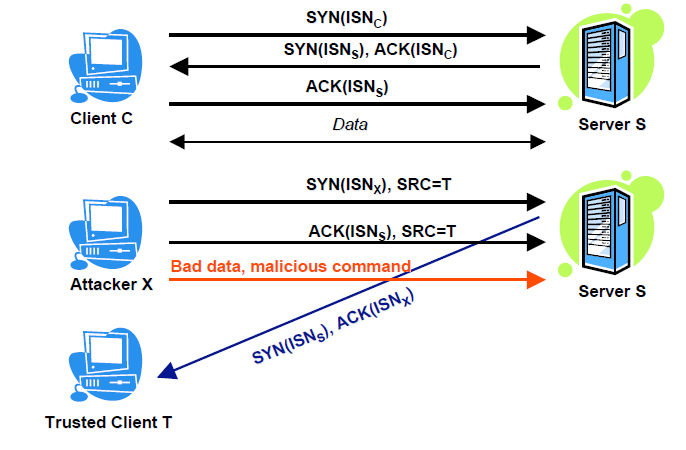 SYN(ISNC)
SYN(ISNS), ACK(ISNC)
ACK(ISNS)
Data
Client C
Server S
SYN(ISNX), SRC=T
ACK(ISNS), SRC=T
Bad data, malicious command
Attacker X
Server S
SYN(ISNS), ACK(ISNX)
Trusted Client T